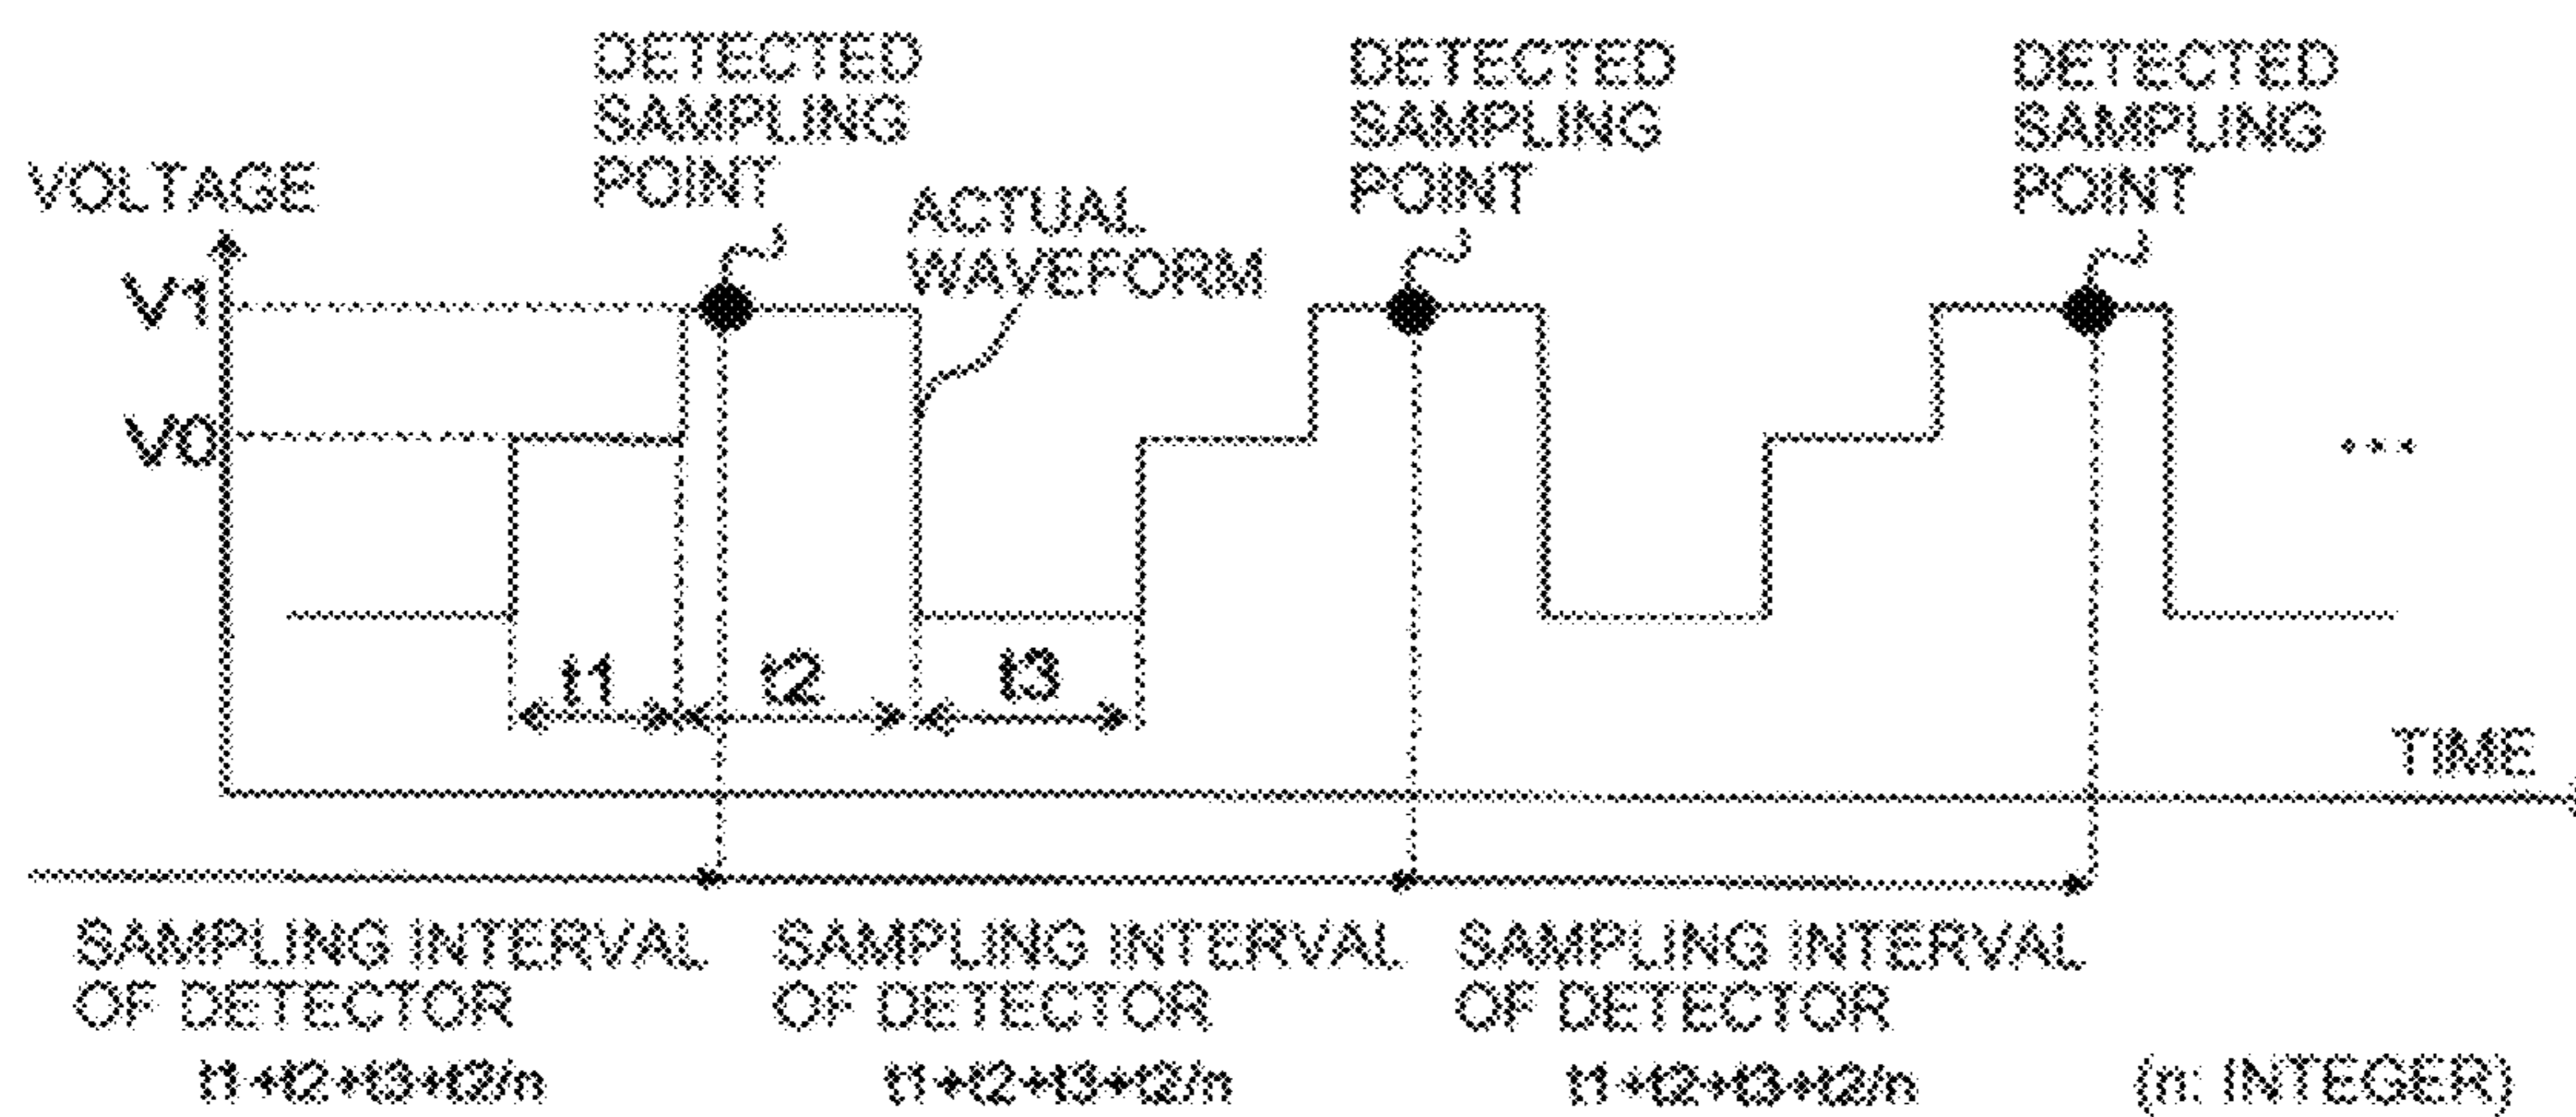 DETECTED
SAMPLING
POINT
DETECTED
SAMPLING
POINT
DETECTED
SAMPLING
POINT
VOLTAGE
ACTUAL
WAVEFORM
V1
V0
...
t1
t2
t3
TIME
SAMPLING INTERVAL
OF DETECTOR
t1+t2+t3+t2/n
SAMPLING INTERVAL
OF DETECTOR
t1+t2+t3+t2/n
SAMPLING INTERVAL
OF DETECTOR
t1+t2+t3+t2/n
(n: INTEGER)